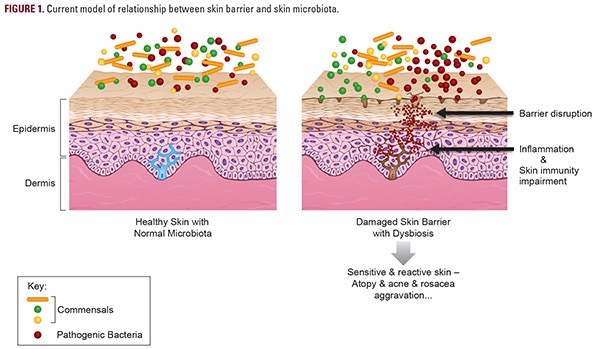 FIGURE 1. Current model of relationship between skin barrier and skin microbiota.
Epidermis
Dermis
Barrier disruption
Inflammation
&
Skin immunity
impairment
Healthy Skin with
Normal Microbiota
Damaged Skin Barrier
with Dysbiosis
Sensitive & reactive skin –
Atopy & acne & rosacea
aggravation...
Key:
Commensals
Pathogenic Bacteria